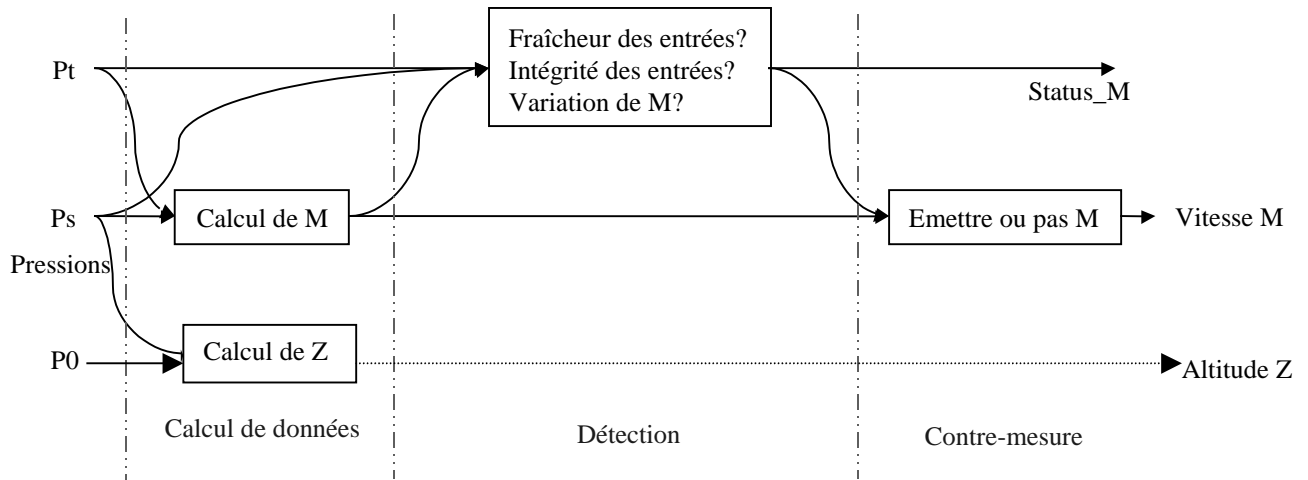 Fraîcheur des entrées?
Intégrité des entrées?
Variation de M?
Pt
Status_M
Ps
Calcul de M
Emettre ou pas M
Vitesse M
Pressions
P0
Calcul de Z
Altitude Z
Calcul de données
Détection
Contre-mesure